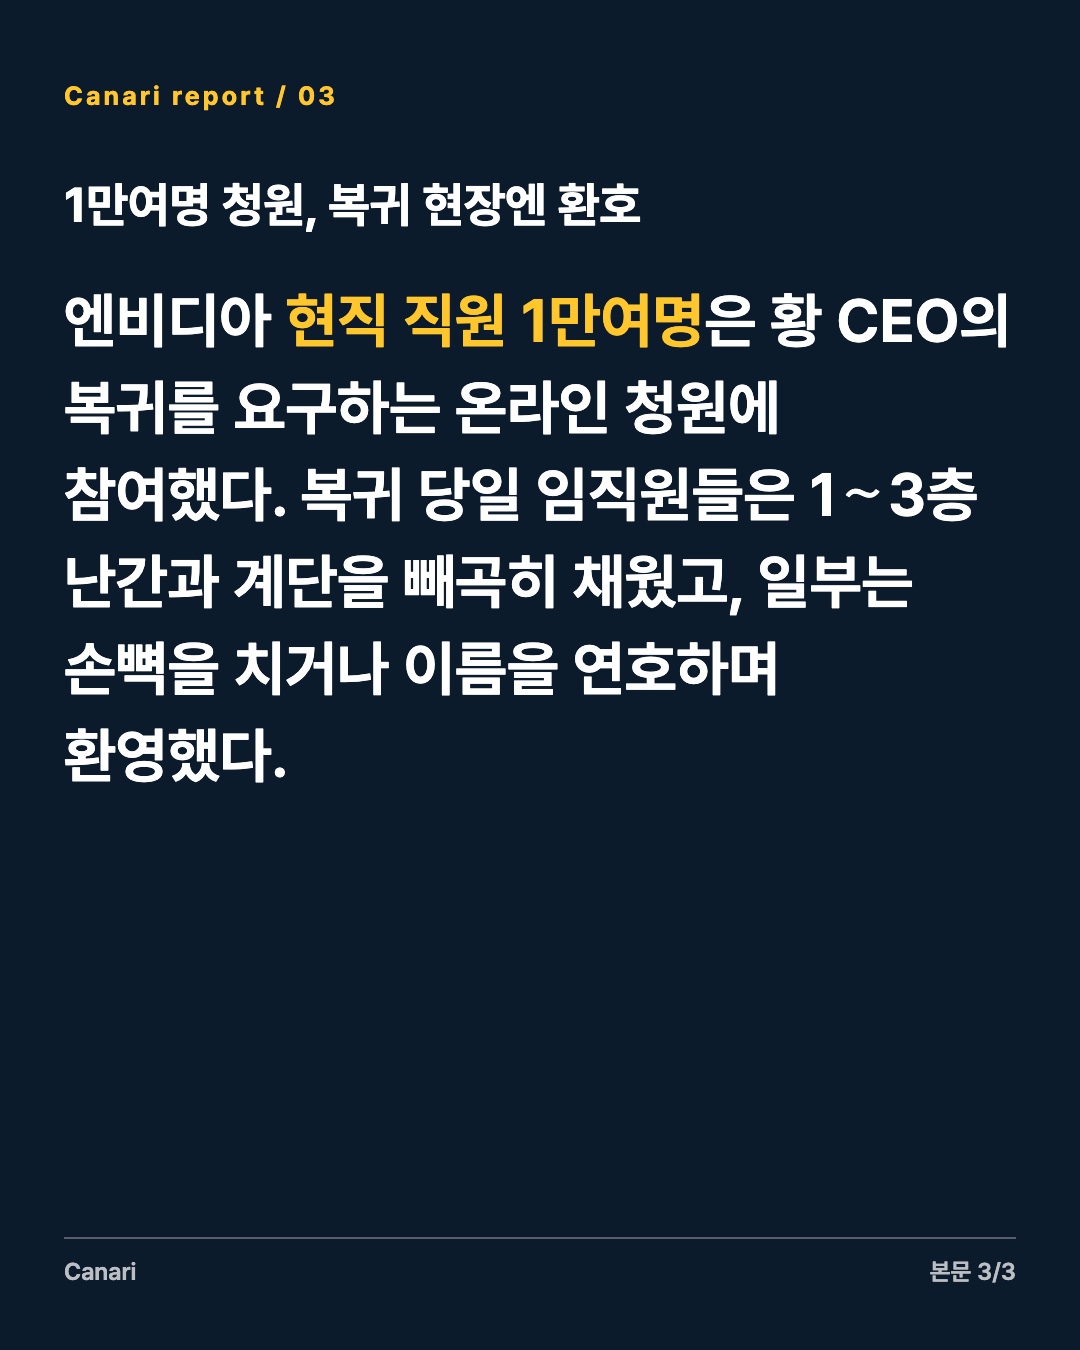 Canari report / 03
1만여명 청원, 복귀 현장엔 환호
엔비디아 현직 직원 1만여명은 황 CEO의
복귀를 요구하는 온라인 청원에
참여했다. 복귀 당일 임직원들은 1~3층
난간과 계단을 빼곡히 채웠고, 일부는
손뼉을 치거나 이름을 연호하며
환영했다.
Canari
본문 3/3